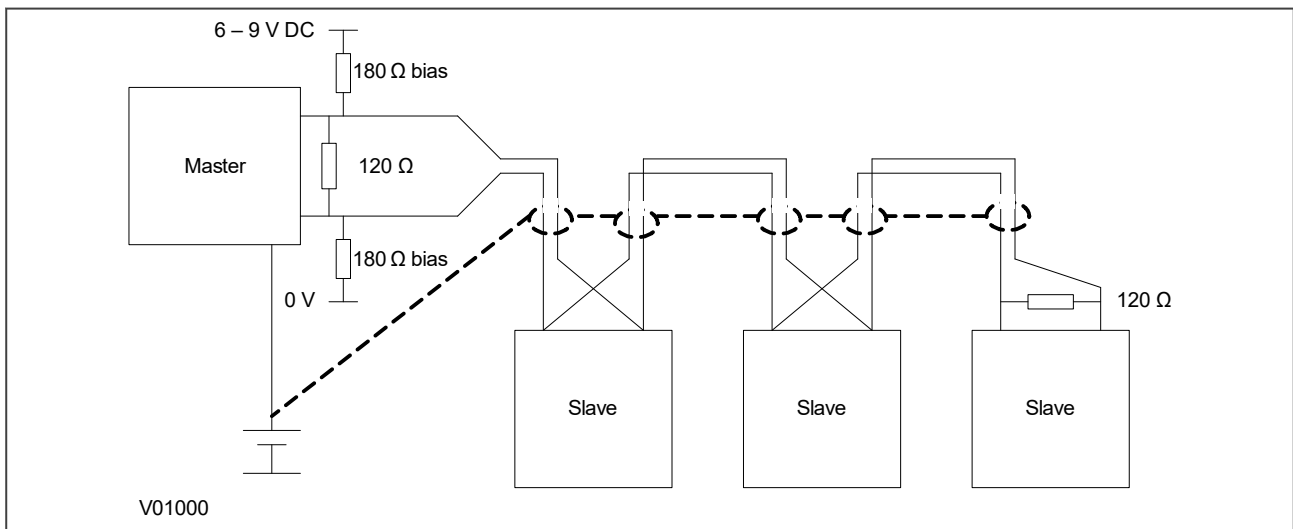 6 – 9 V DC
180 Ω bias
Master
120 Ω
180 Ω bias
0 V
120 Ω
Slave
Slave
Slave
V01000